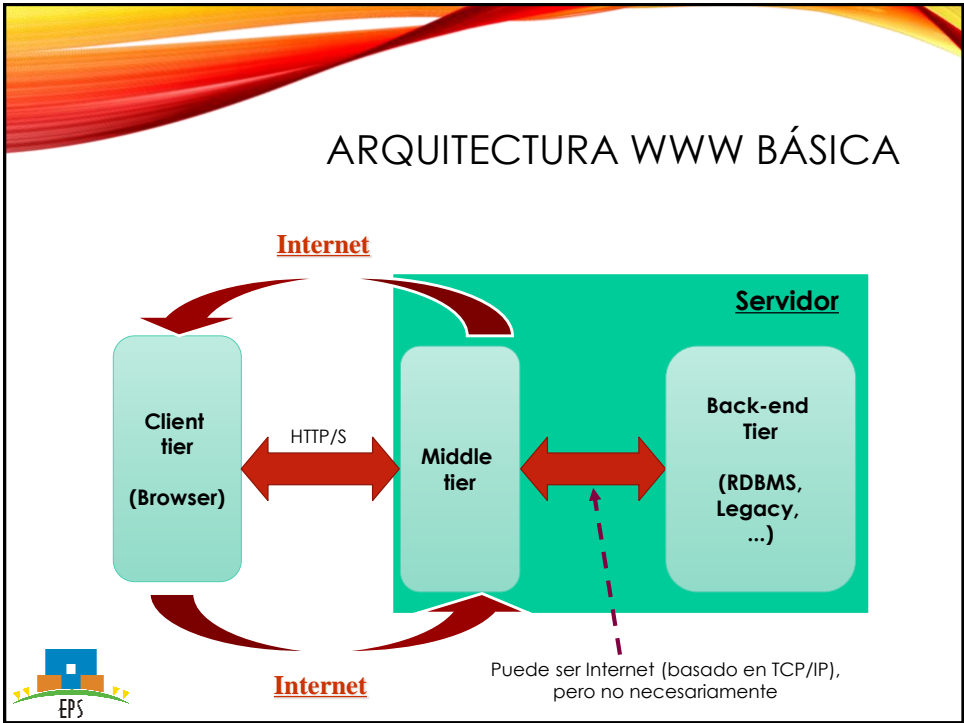 ARQUITECTURA WWW BÁSICA
Internet
Servidor
Client
tier
(Browser)
HTTP/S
Middle
tier
Back-end
Tier
(RDBMS,
Legacy,
...)
Internet
Puede ser Internet (basado en TCP/IP),
pero no necesariamente
EPS